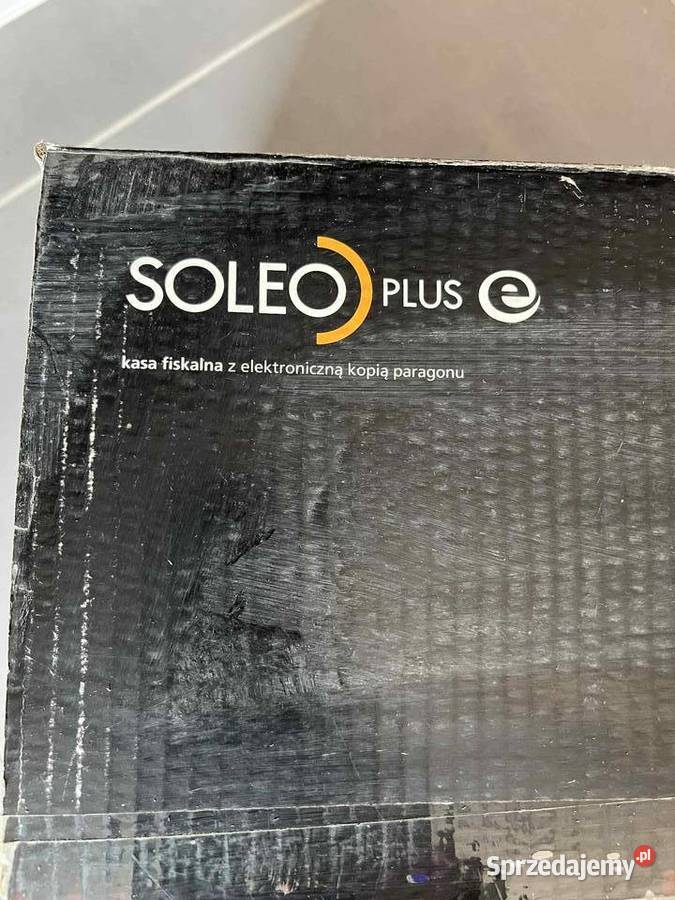 SOLEO PLUS e
kasa fiskalna z elektroniczną kopią paragonu
Sprzedajemy.pl